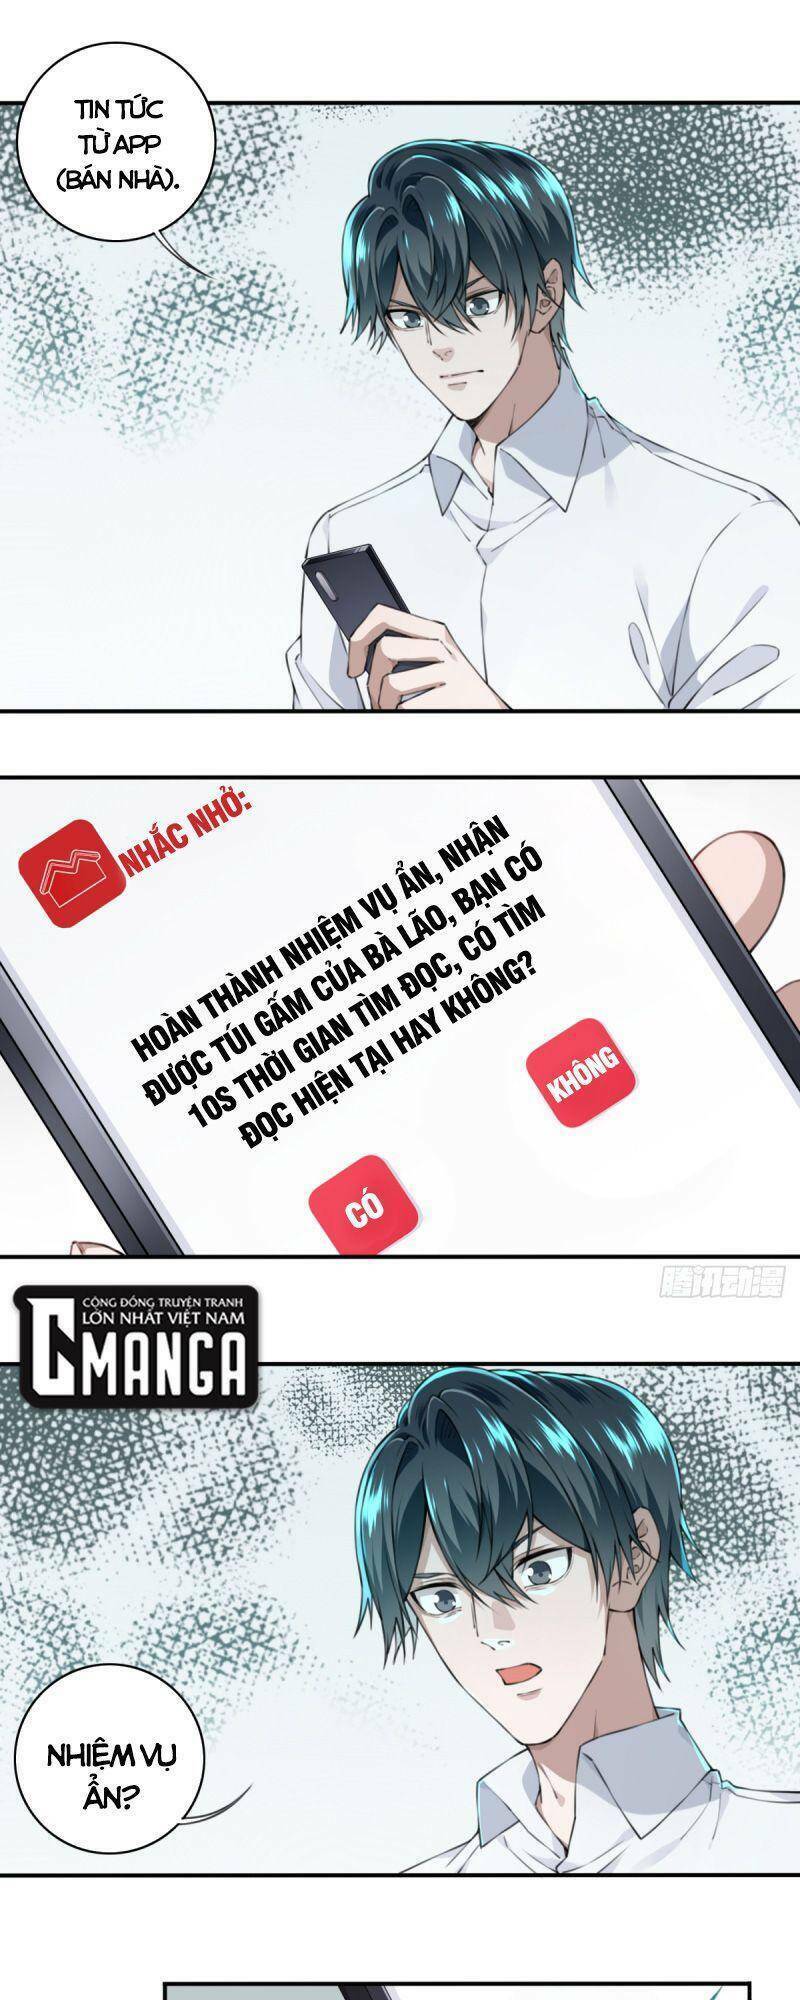 TIN TỨC
TỪ APP
(BÁN NHÀ).
NHẮC NHỞ:
HOÀN THÀNH NHIỆM VỤ ẨN, NHẬN
ĐƯỢC TÚI GẤM CỦA BÀ LÃO, BẠN CÓ
10S THỜI GIAN TÌM ĐỌC, CÓ TÌM
ĐỌC HIỆN TẠI HAY KHÔNG?
KHÔNG
CÓ
腾讯动漫
CỘNG ĐỒNG TRUYỆN TRANH
LỚN NHẤT VIỆT NAM
CMANGA
NHIỆM VỤ
ẨN?